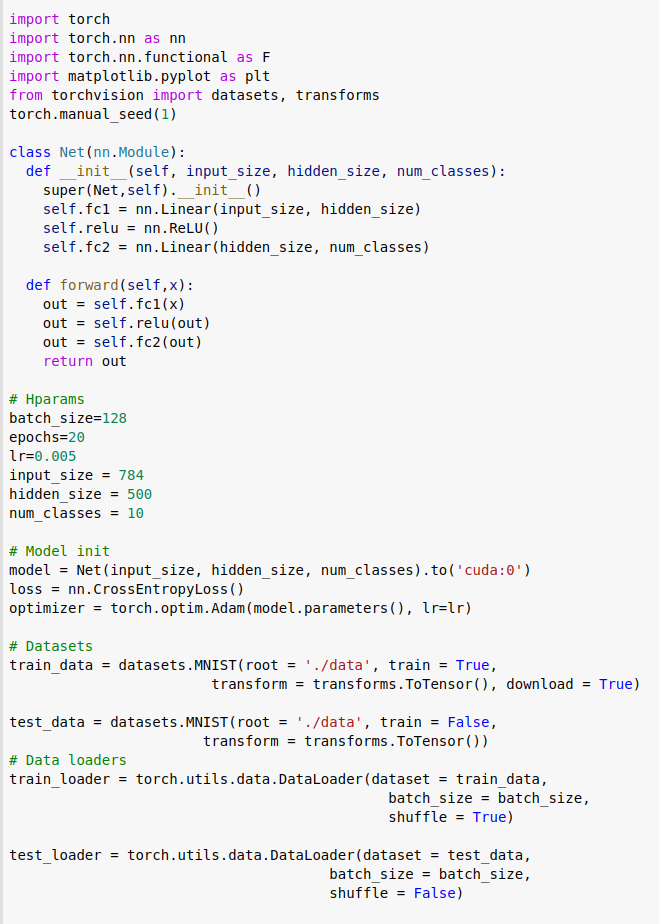 import torch
import torch.nn as nn
import torch.nn.functional as F
import matplotlib.pyplot as plt
from torchvision import datasets, transforms
torch.manual_seed(1)

class Net(nn.Module):
  def __init__(self, input_size, hidden_size, num_classes):
    super(Net,self).__init__()
    self.fc1 = nn.Linear(input_size, hidden_size)
    self.relu = nn.ReLU()
    self.fc2 = nn.Linear(hidden_size, num_classes)

  def forward(self,x):
    out = self.fc1(x)
    out = self.relu(out)
    out = self.fc2(out)
    return out

# Hparams
batch_size=128
epochs=20
lr=0.005
input_size = 784
hidden_size = 500
num_classes = 10

# Model init
model = Net(input_size, hidden_size, num_classes).to('cuda:0')
loss = nn.CrossEntropyLoss()
optimizer = torch.optim.Adam(model.parameters(), lr=lr)

# Datasets
train_data = datasets.MNIST(root = './data', train = True,
                        transform = transforms.ToTensor(), download = True)

test_data = datasets.MNIST(root = './data', train = False,
                       transform = transforms.ToTensor())
# Data loaders
train_loader = torch.utils.data.DataLoader(dataset = train_data,
                                             batch_size = batch_size,
                                             shuffle = True)

test_loader = torch.utils.data.DataLoader(dataset = test_data,
                                      batch_size = batch_size,
                                      shuffle = False)